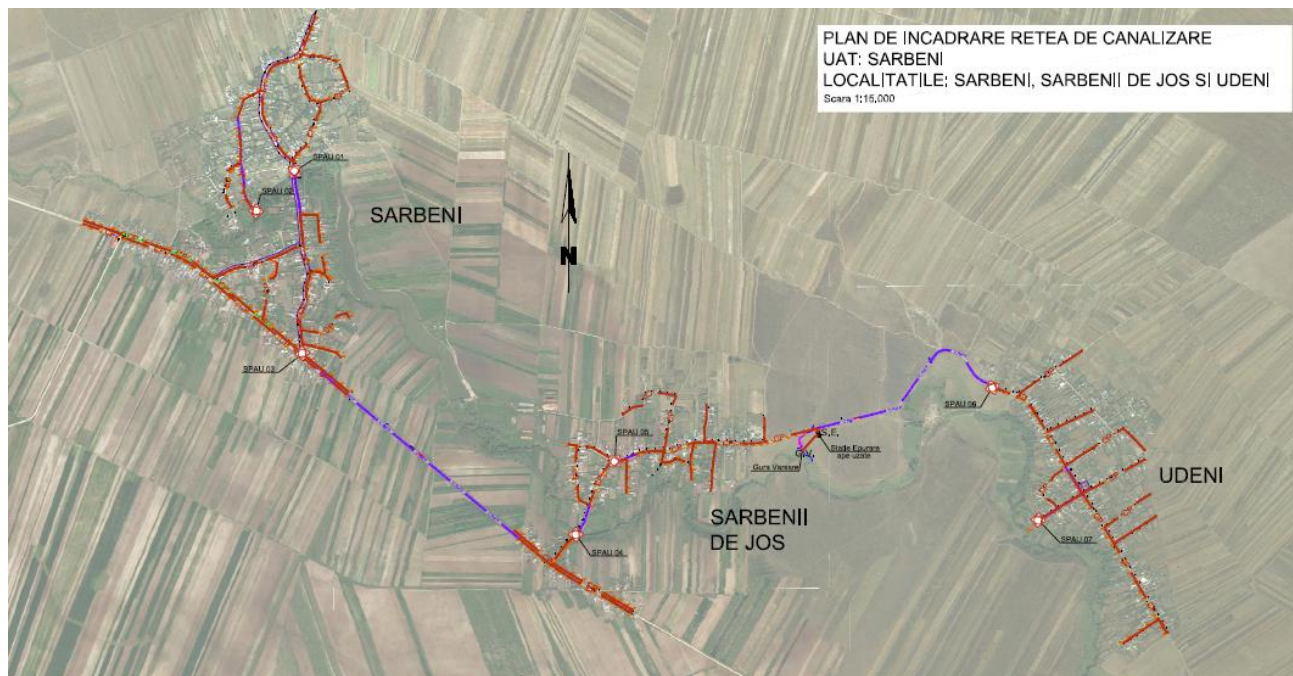 PLAN DE INCADRARE RETEA DE CANALIZARE
UAT: SARBENI
LOCALITATILE: SARBENI, SARBENII DE JOS SI UDENI
Scara 1:15.000
SPAU 01
SPAU 02
SARBENI
N
SPAU 03
SPAU 06
SPAU 05
S.E.
Statie Epurare
ape uzate
G.V.
Gura Varsare
UDENI
SARBENII
DE JOS
SPAU 07
SPAU 04